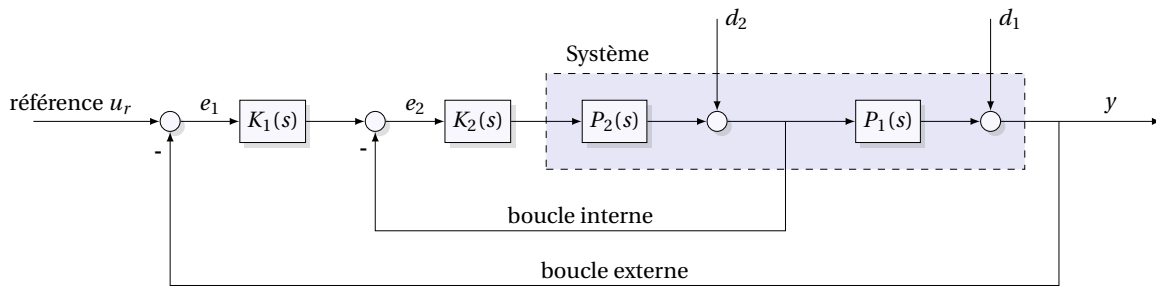 d₂
d₁
Système
référence uᵣ
e₁
K₁(s)
e₂
K₂(s)
P₂(s)
P₁(s)
y
-
-
boucle interne
boucle externe